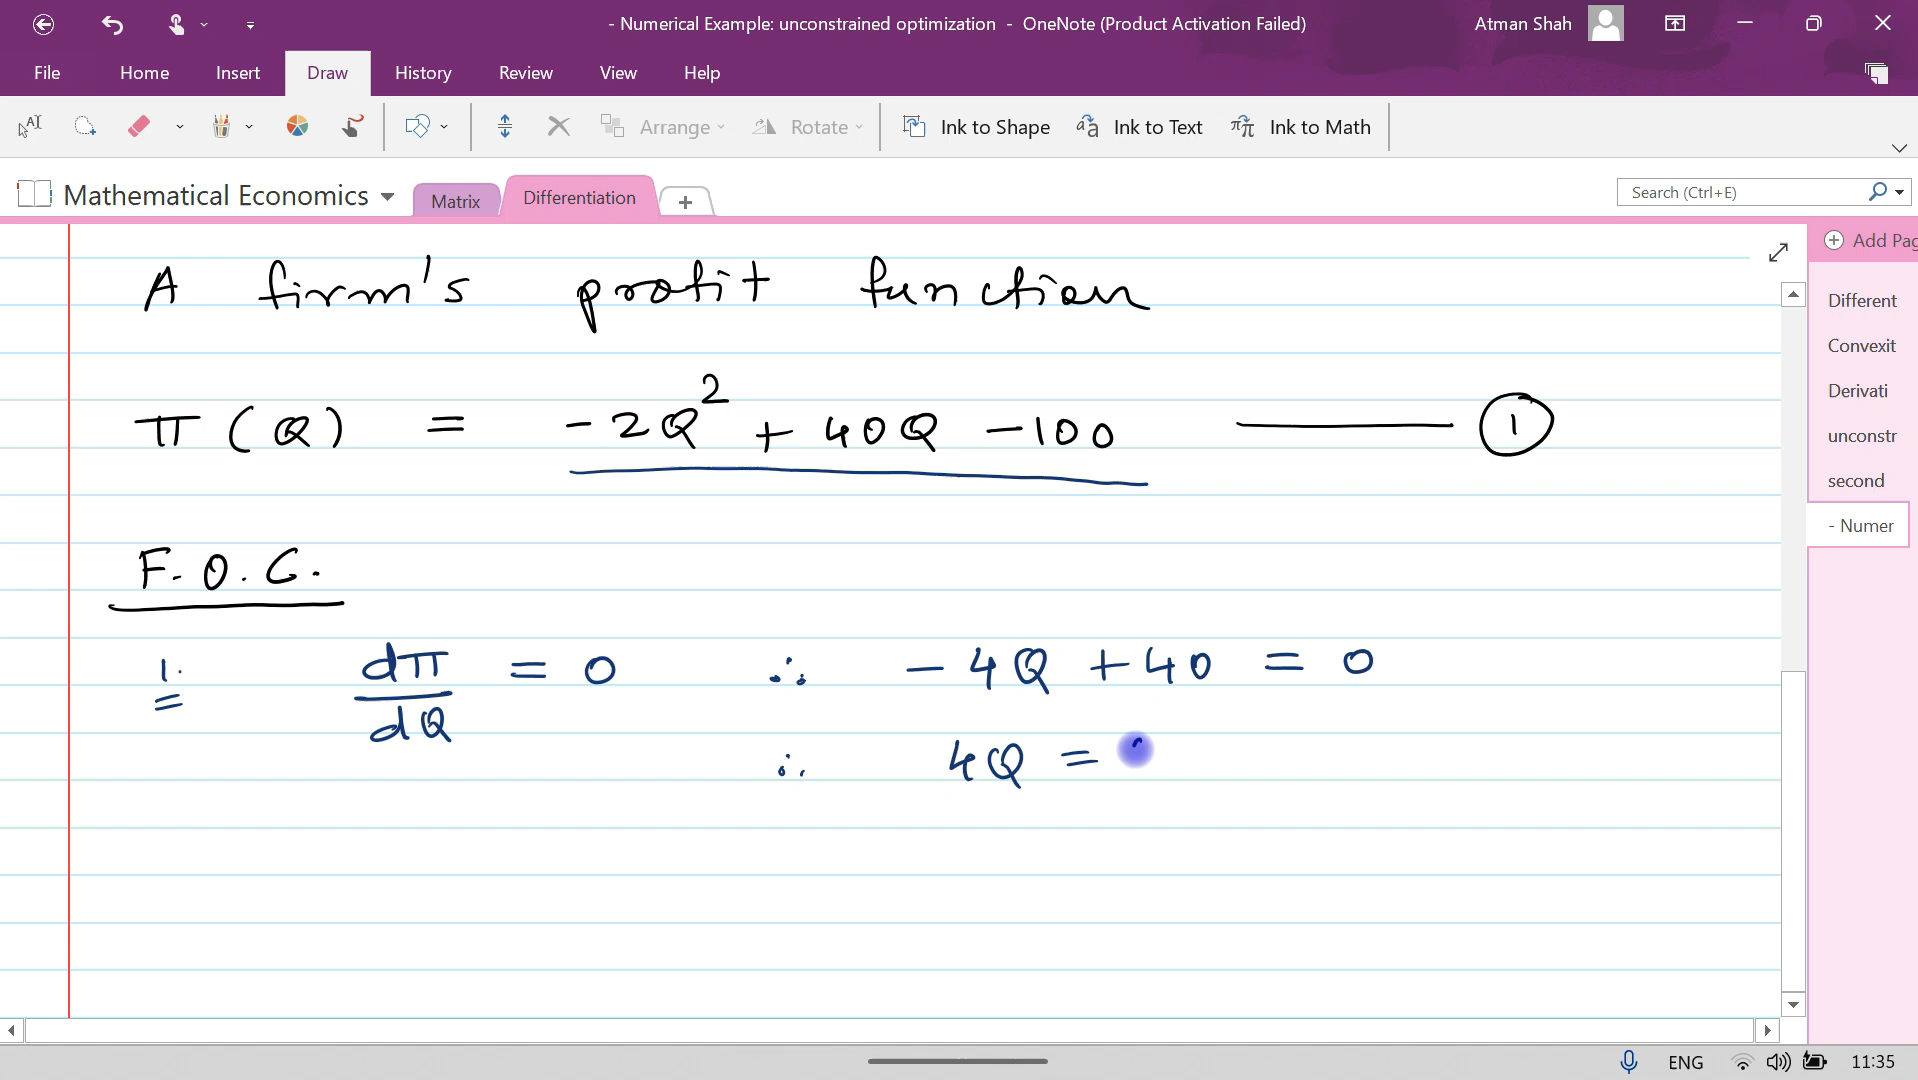 - Numerical Example: unconstrained optimization - OneNote (Product Activation Failed)
Atman Shah
File Home Insert Draw History Review View Help
Arrange Rotate Ink to Shape Ink to Text Ink to Math
Mathematical Economics Matrix Differentiation +
Search (Ctrl+E)
Add Pag
Different
Convexit
Derivati
unconstr
second
- Numer
A firm's profit function
π(Q) = -2Q² + 40Q - 100 ——— ①
F.O.C.
1. dπ/dQ = 0 ∴ -4Q + 40 = 0
∴ 4Q =
ENG 11:35